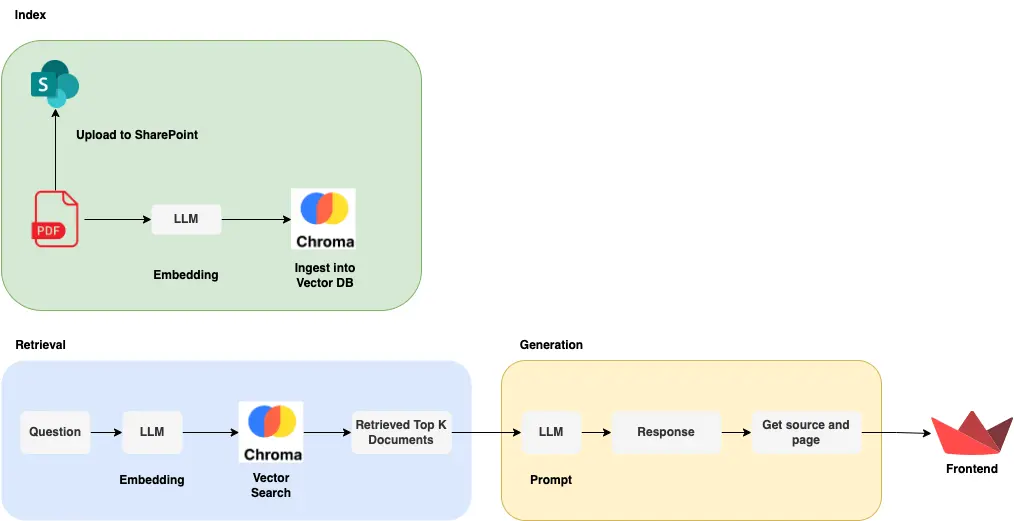 Index
S
Upload to SharePoint
PDF
LLM
Chroma
Embedding
Ingest into
Vector DB
Retrieval
Generation
Question
LLM
Chroma
Retrieved Top K
Documents
LLM
Response
Get source and
page
Embedding
Vector
Search
Prompt
Frontend